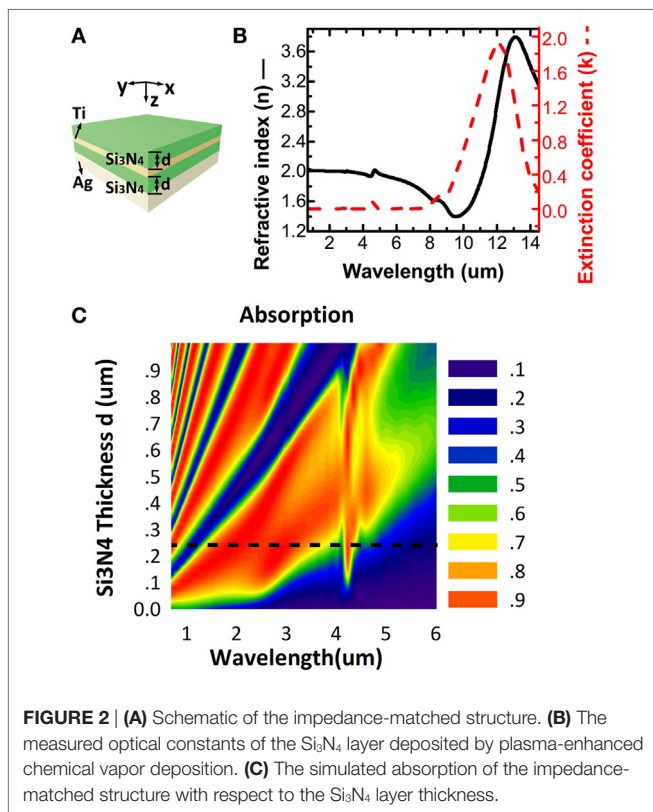 A
y x
z
Ti
Si3N4 d
Si3N4 d
Ag
B
Refractive index (n) —
3.6
3.2
2.8
2.4
2.0
1.6
1.2
2 4 6 8 10 12 14
Wavelength (um)
2.0
1.6
1.2
0.8
0.4
0.0
Extinction coefficient (k) - - -
C
Absorption
Si3N4 Thickness d (um)
.9
.8
.7
.6
.5
.4
.3
.2
.1
0.0
1 2 3 4 5 6
Wavelength(um)
.1
.2
.3
.4
.5
.6
.7
.8
.9
FIGURE 2 | (A) Schematic of the impedance-matched structure. (B) The
measured optical constants of the Si₃N₄ layer deposited by plasma-enhanced
chemical vapor deposition. (C) The simulated absorption of the impedance-
matched structure with respect to the Si₃N₄ layer thickness.